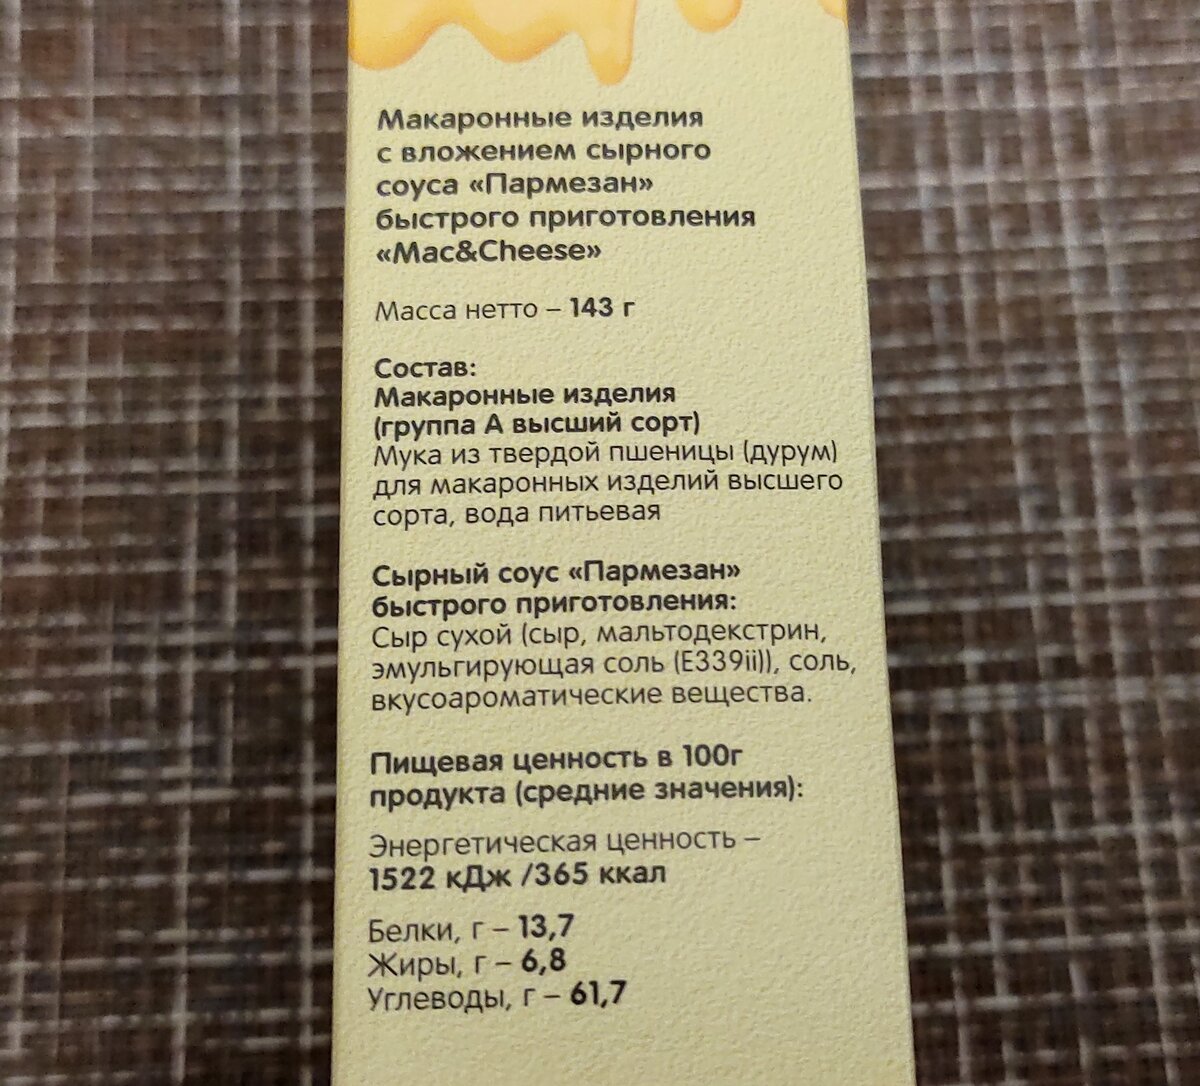 Макаронные изделия
с вложением сырного
соуса «Пармезан»
быстрого приготовления
«Mac&Cheese»
Масса нетто – 143 г
Состав:
Макаронные изделия
(группа А высший сорт)
Мука из твердой пшеницы (дурум)
для макаронных изделий высшего
сорта, вода питьевая
Сырный соус «Пармезан»
быстрого приготовления:
Сыр сухой (сыр, мальтодекстрин,
эмульгирующая соль (Е339ii)), соль,
вкусоароматические вещества.
Пищевая ценность в 100г
продукта (средние значения):
Энергетическая ценность –
1522 кДж /365 ккал
Белки, г – 13,7
Жиры, г – 6,8
Углеводы, г – 61,7